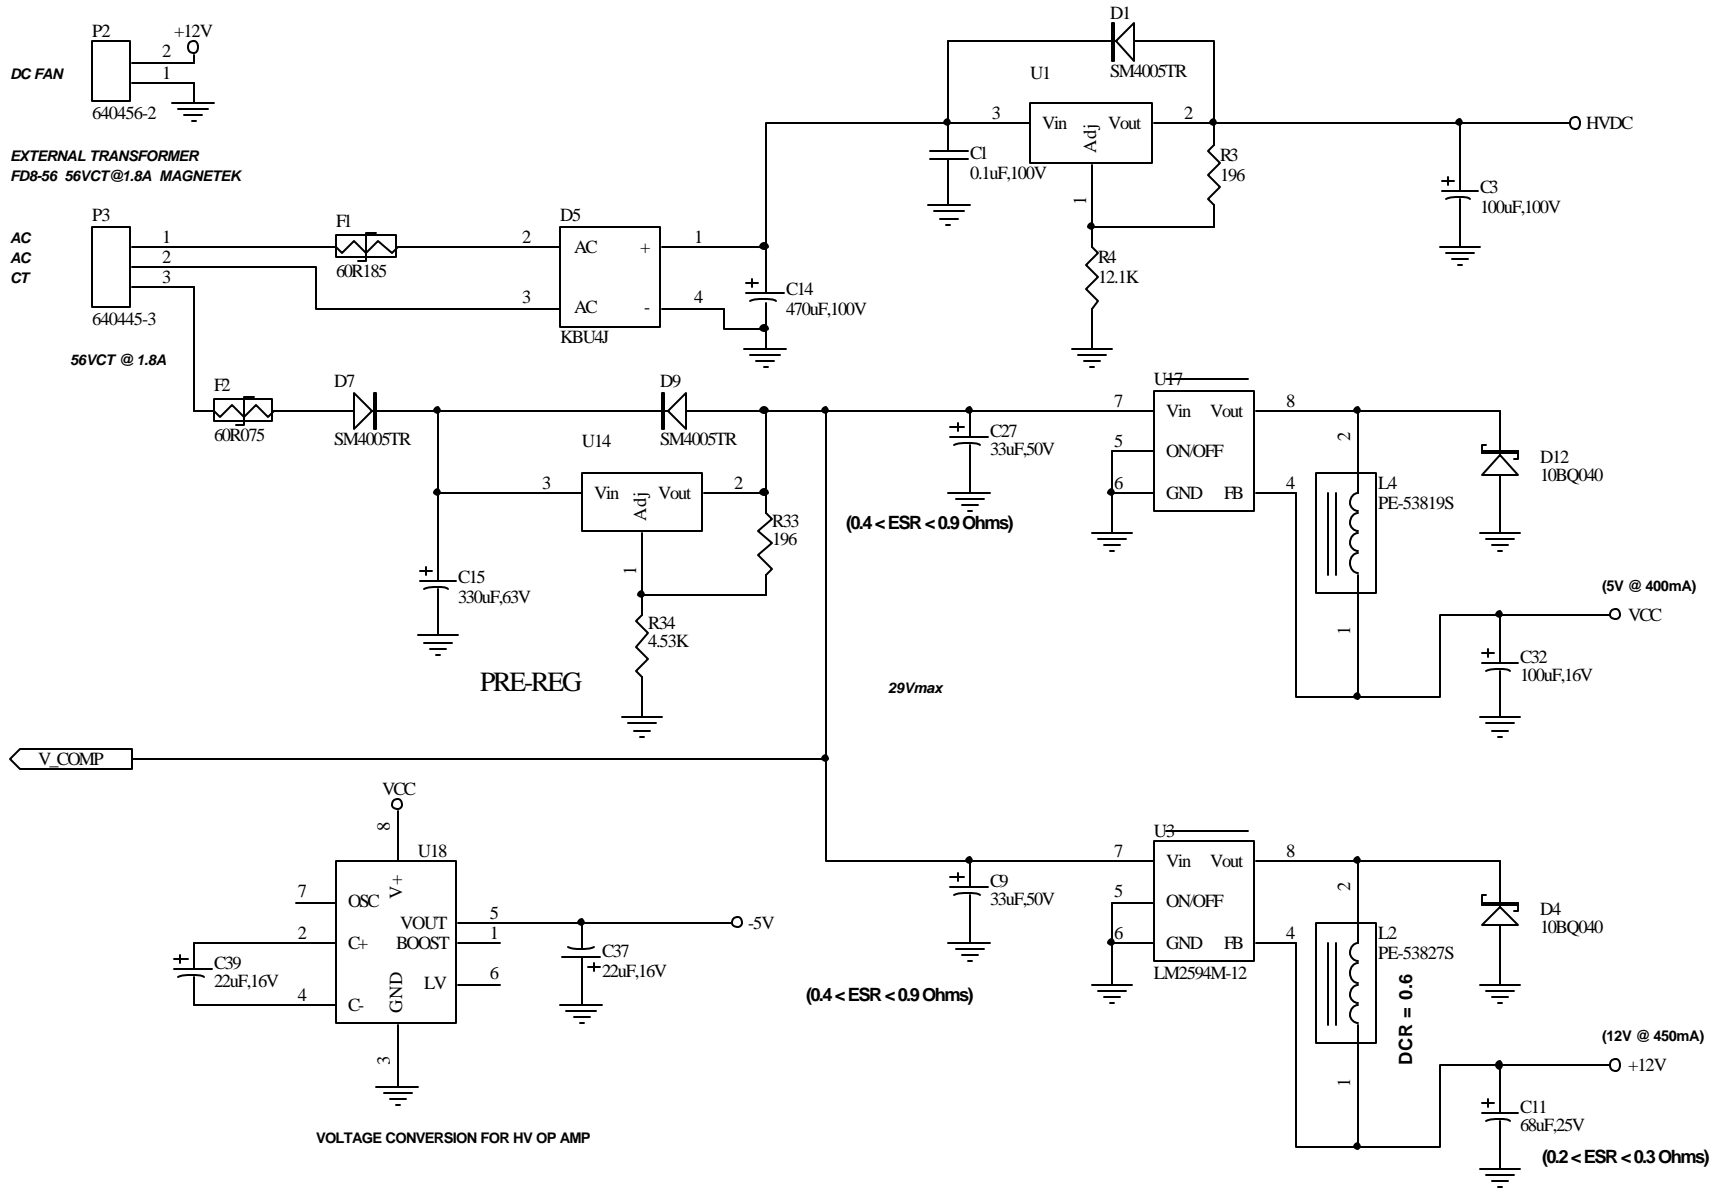 P2
+12V
2
1
DC FAN
640456-2
EXTERNAL TRANSFORMER
FD8-56 56VCT@1.8A MAGNETEK
P3
AC
AC
CT
1
2
3
640445-3
56VCT @ 1.8A
F1
60R185
D5
2
AC
+
1
3
AC
-
4
KBU4J
C14
+
470uF,100V
D1
SM4005TR
U1
3
Vin
Adj
Vout
2
1
C1
0.1uF,100V
R3
196
R4
12.1K
HVDC
+
C3
100uF,100V
F2
60R075
D7
SM4005TR
D9
SM4005TR
U14
3
Vin
Adj
Vout
2
1
+
C15
330uF,63V
R33
196
R34
4.53K
PRE-REG
+
C27
33uF,50V
(0.4 < ESR < 0.9 Ohms)
U17
7
Vin
Vout
8
5
ON/OFF
6
GND
FB
4
2
L4
PE-53819S
1
D12
10BQ040
(5V @ 400mA)
VCC
+
C32
100uF,16V
29Vmax
V_COMP
VCC
8
U18
7
OSC
V+
VOUT
5
-5V
2
C+
BOOST
1
LV
6
4
C-
GND
3
+
C39
22uF,16V
C37
+
22uF,16V
VOLTAGE CONVERSION FOR HV OP AMP
+
C9
33uF,50V
(0.4 < ESR < 0.9 Ohms)
U3
7
Vin
Vout
8
5
ON/OFF
6
GND
FB
4
LM2594M-12
2
L2
PE-53827S
DCR = 0.6
1
D4
10BQ040
(12V @ 450mA)
+12V
+
C11
68uF,25V
(0.2 < ESR < 0.3 Ohms)